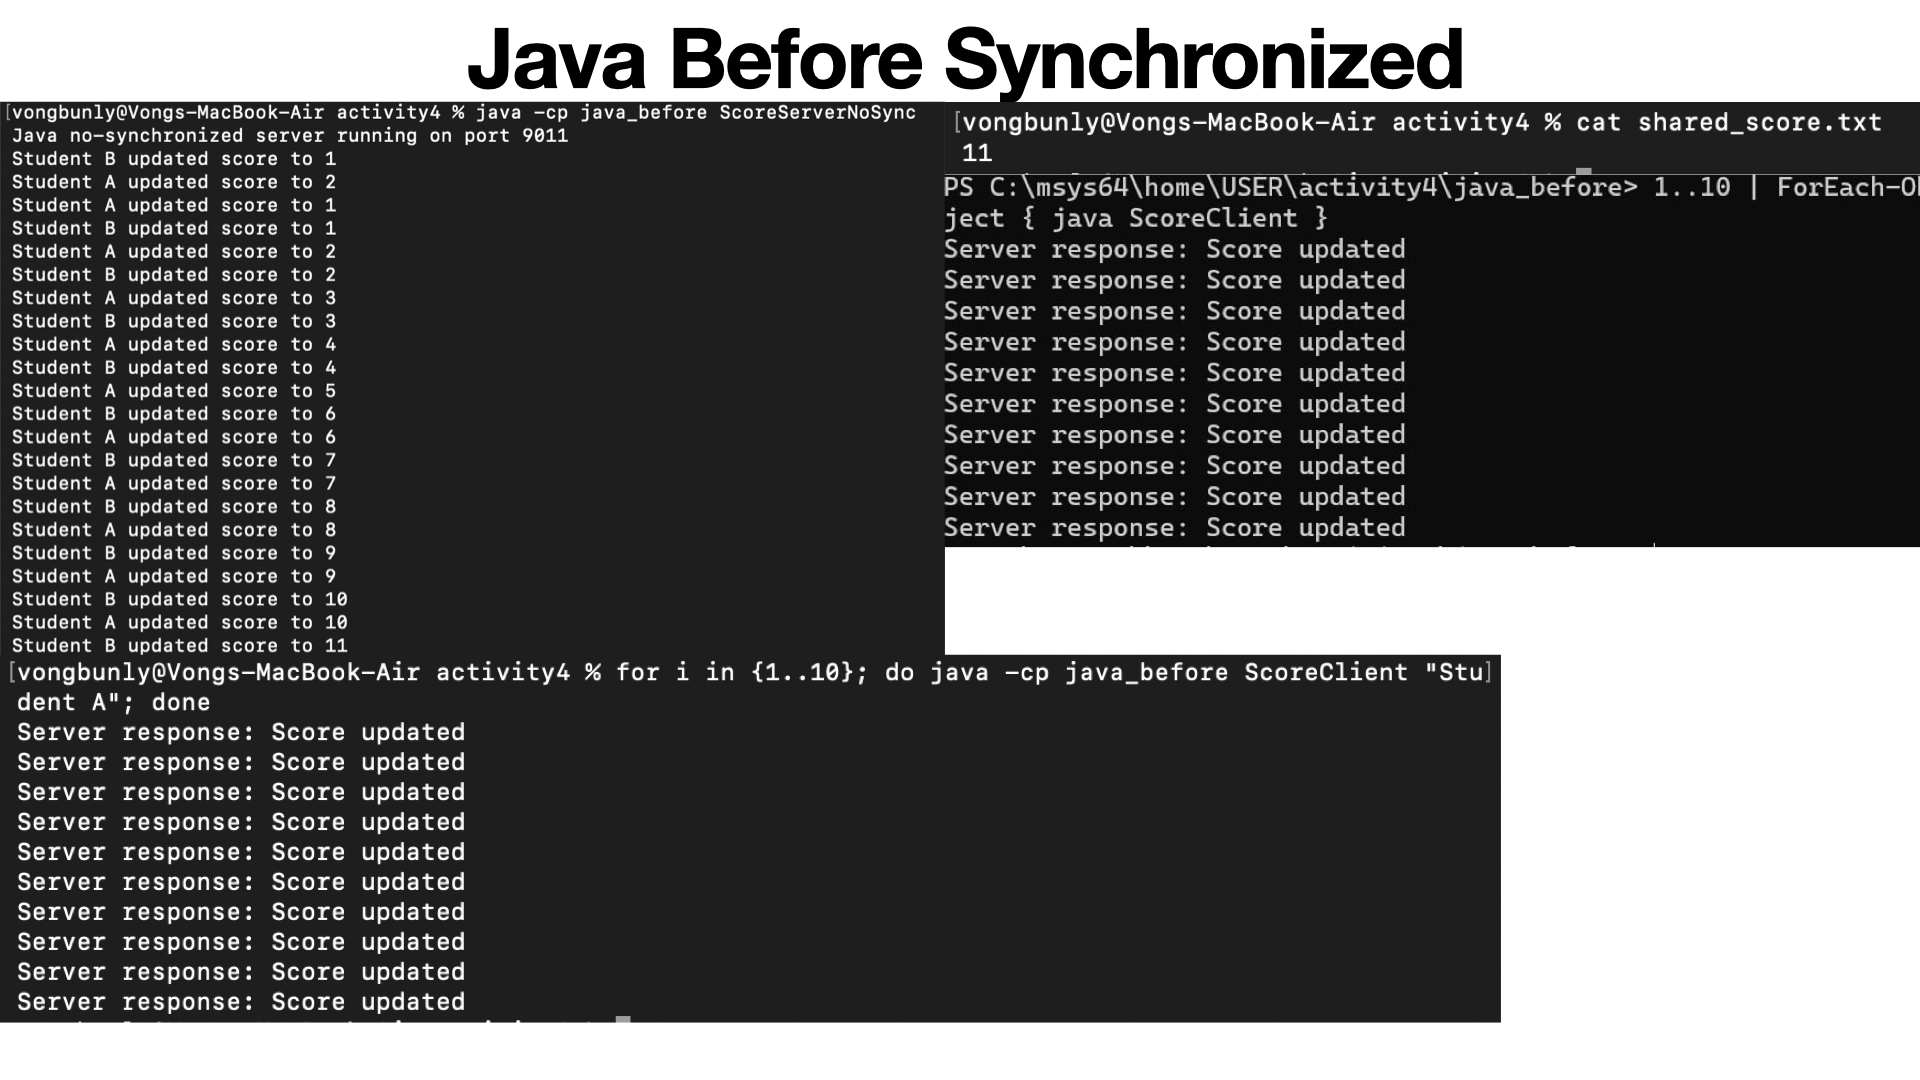 Java Before Synchronized
[vongbunly@Vongs-MacBook-Air activity4 % java -cp java_before ScoreServerNoSync
Java no-synchronized server running on port 9011
Student B updated score to 1
Student A updated score to 2
Student A updated score to 1
Student B updated score to 1
Student A updated score to 2
Student B updated score to 2
Student A updated score to 3
Student B updated score to 3
Student A updated score to 4
Student B updated score to 4
Student A updated score to 5
Student B updated score to 6
Student A updated score to 6
Student B updated score to 7
Student A updated score to 7
Student B updated score to 8
Student A updated score to 8
Student B updated score to 9
Student A updated score to 9
Student B updated score to 10
Student A updated score to 10
Student B updated score to 11
[vongbunly@Vongs-MacBook-Air activity4 % cat shared_score.txt
11
PS C:\msys64\home\USER\activity4\java_before> 1..10 | ForEach-Ob
ject { java ScoreClient }
Server response: Score updated
Server response: Score updated
Server response: Score updated
Server response: Score updated
Server response: Score updated
Server response: Score updated
Server response: Score updated
Server response: Score updated
Server response: Score updated
Server response: Score updated
[vongbunly@Vongs-MacBook-Air activity4 % for i in {1..10}; do java -cp java_before ScoreClient "Stu]
dent A"; done
Server response: Score updated
Server response: Score updated
Server response: Score updated
Server response: Score updated
Server response: Score updated
Server response: Score updated
Server response: Score updated
Server response: Score updated
Server response: Score updated
Server response: Score updated